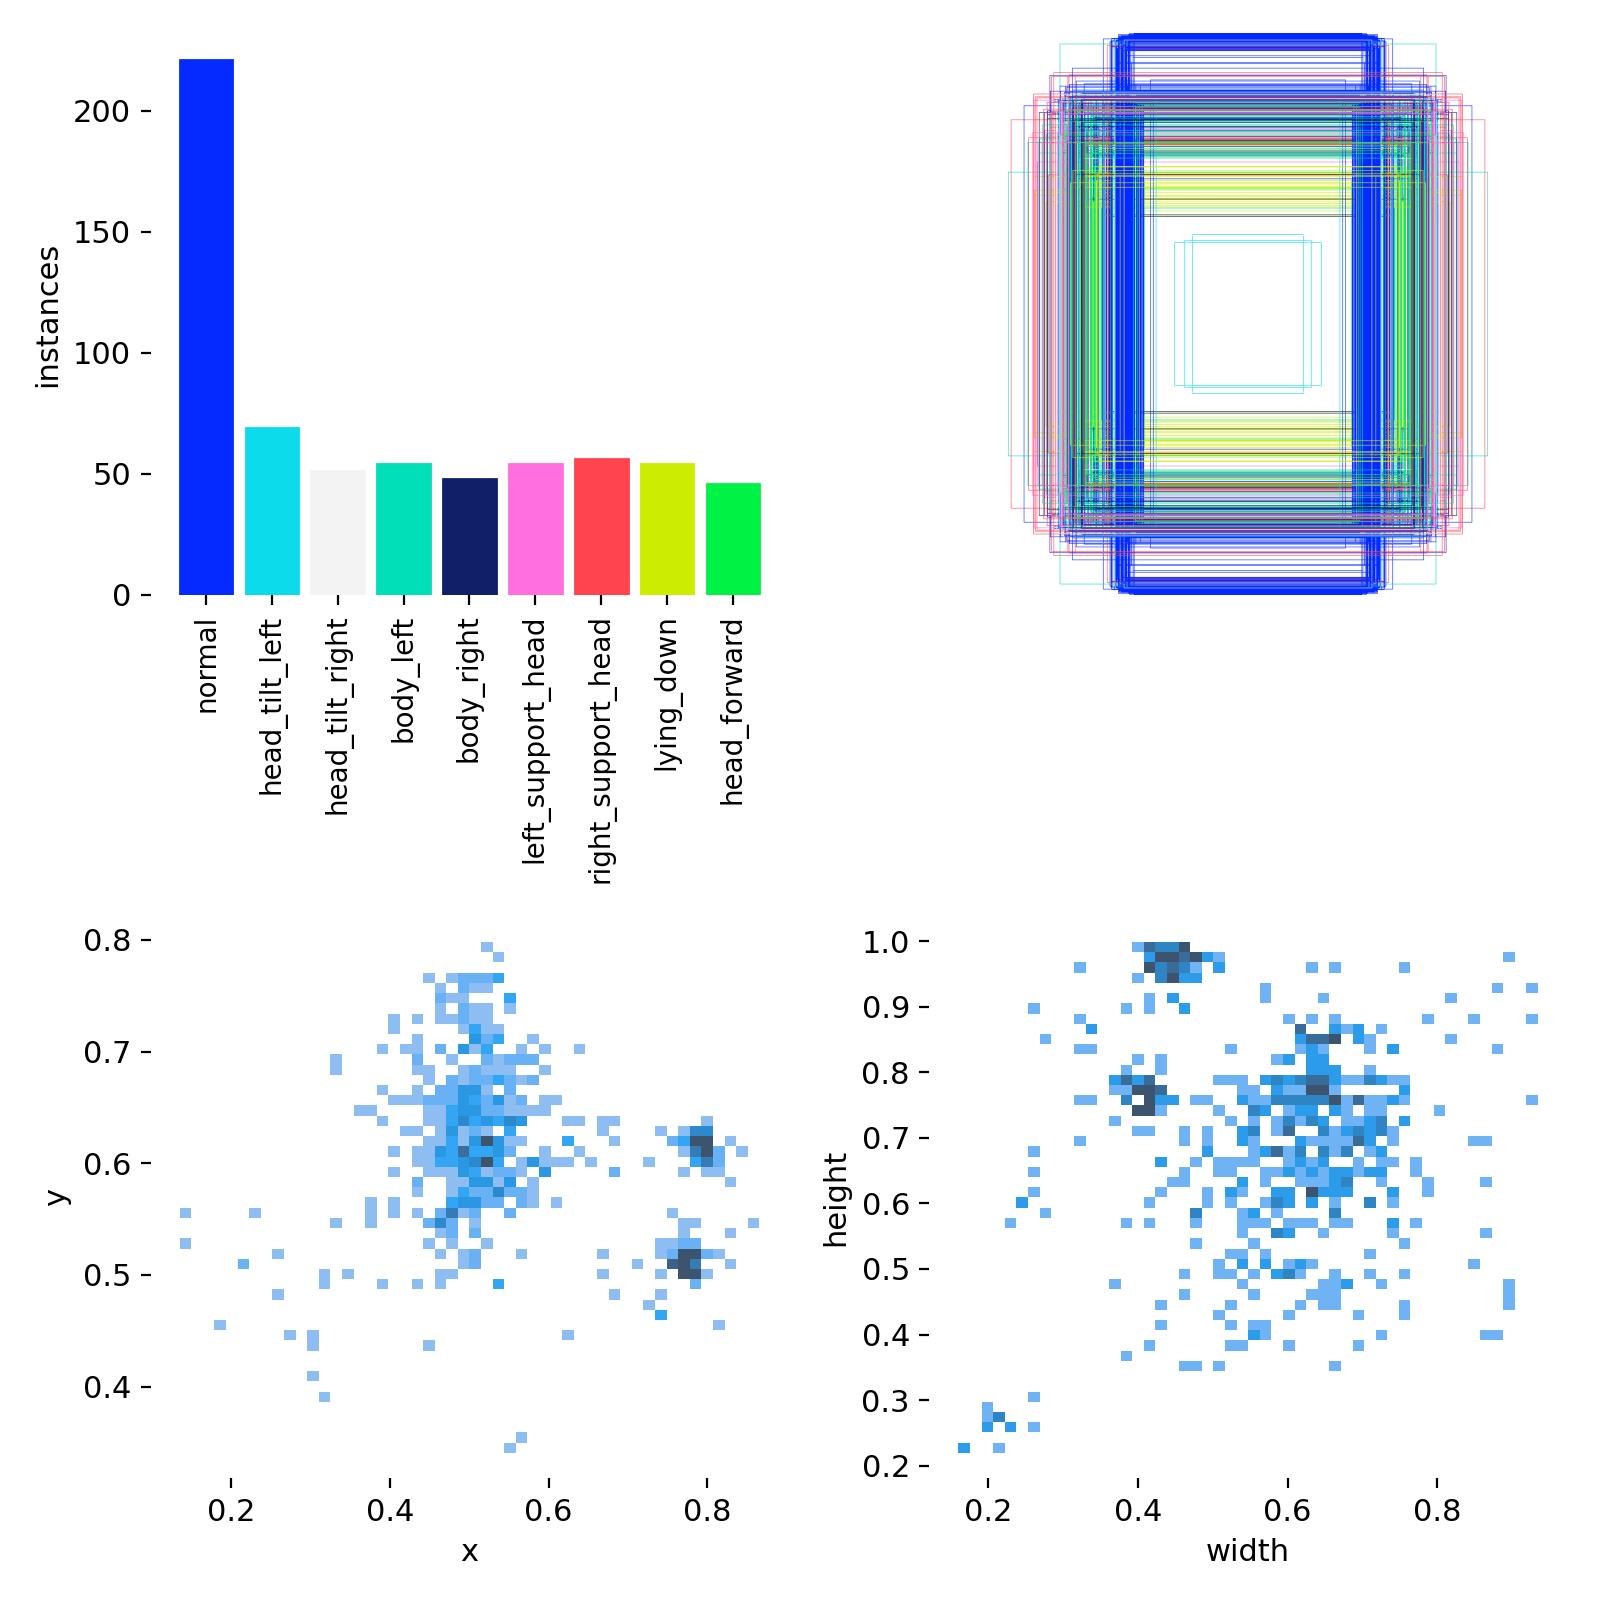 instances
200
150
100
50
0
normal
head_tilt_left
head_tilt_right
body_left
body_right
left_support_head
right_support_head
lying_down
head_forward
y
0.8
0.7
0.6
0.5
0.4
0.2 0.4 0.6 0.8
x
height
1.0
0.9
0.8
0.7
0.6
0.5
0.4
0.3
0.2
0.2 0.4 0.6 0.8
width